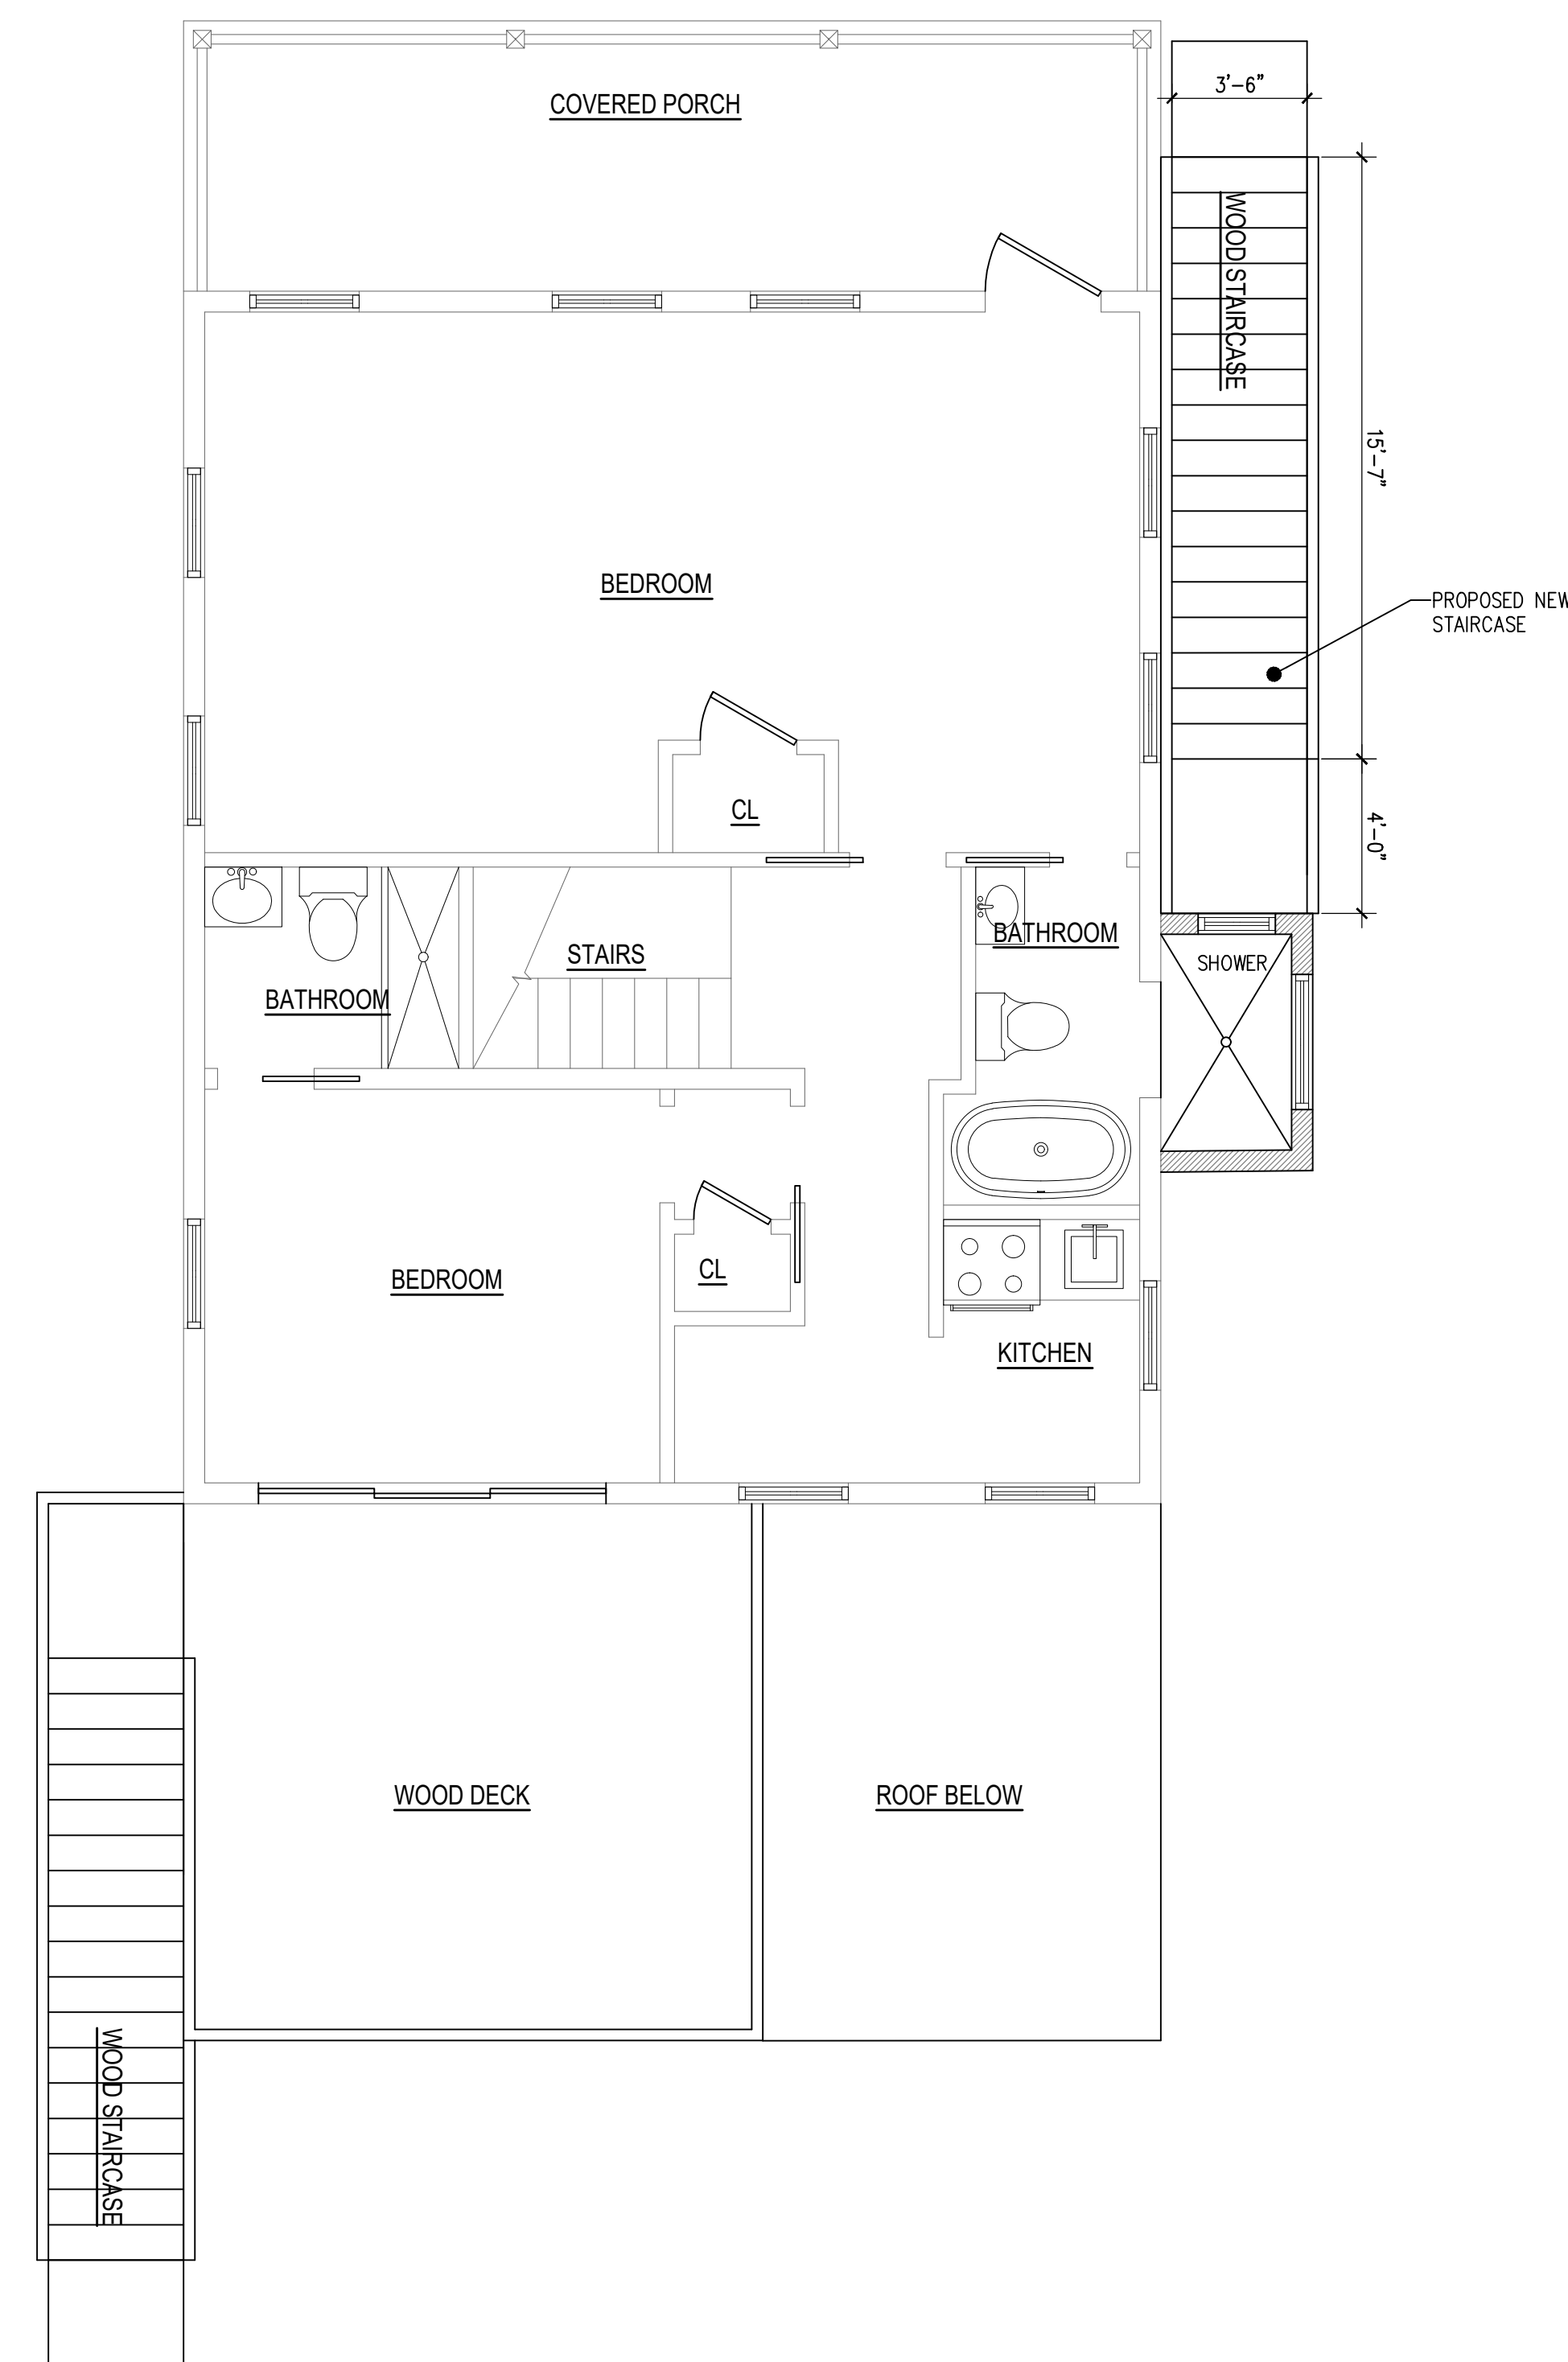 COVERED PORCH
3'-6"
WOOD STAIRCASE
15'-7"
BEDROOM
PROPOSED NEW
STAIRCASE
CL
4'-0"
STAIRS
BATHROOM
BATHROOM
SHOWER
BEDROOM
CL
KITCHEN
WOOD DECK
ROOF BELOW
WOOD STAIRCASE